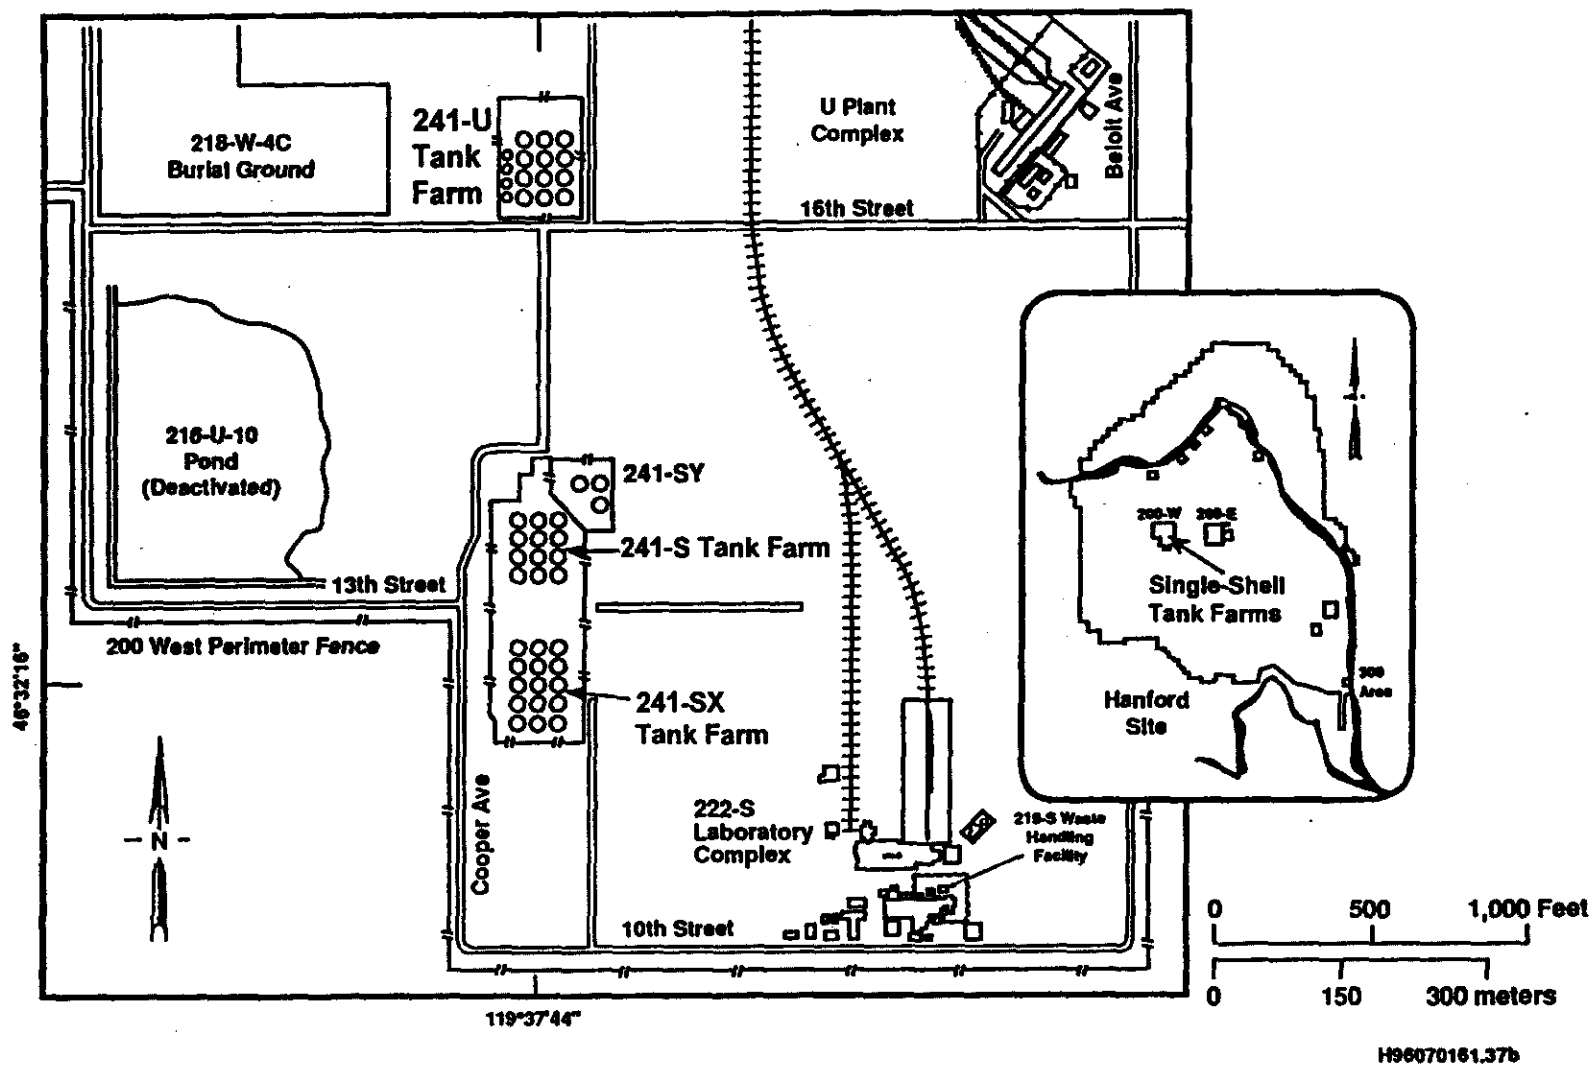 241-U
Tank
Farm
218-W-4C
Burial Ground
U Plant
Complex
Beloit Ave
16th Street
216-U-10
Pond
(Deactivated)
241-SY
241-S Tank Farm
13th Street
200 West Perimeter Fence
46°32'16"
241-SX
Tank Farm
N
Cooper Ave
222-S
Laboratory
Complex
219-S Waste
Handling
Facility
10th Street
119°37'44"
200-W
200-E
Single-Shell
Tank Farms
300
Area
Hanford
Site
0 500 1,000 Feet
0 150 300 meters
H96070161.37b